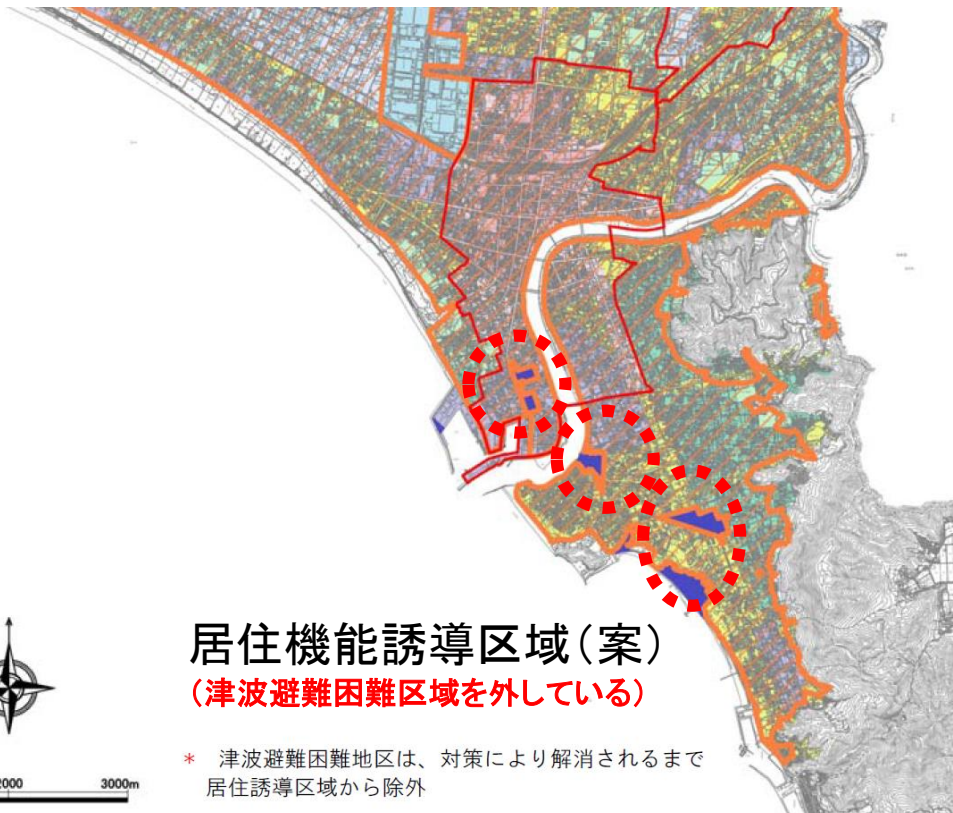 居住機能誘導区域(案)
(津波避難困難区域を外している)
* 津波避難困難地区は、対策により解消されるまで
居住誘導区域から除外
2000 3000m